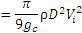 = π/(9g_c) ρD²V_i²